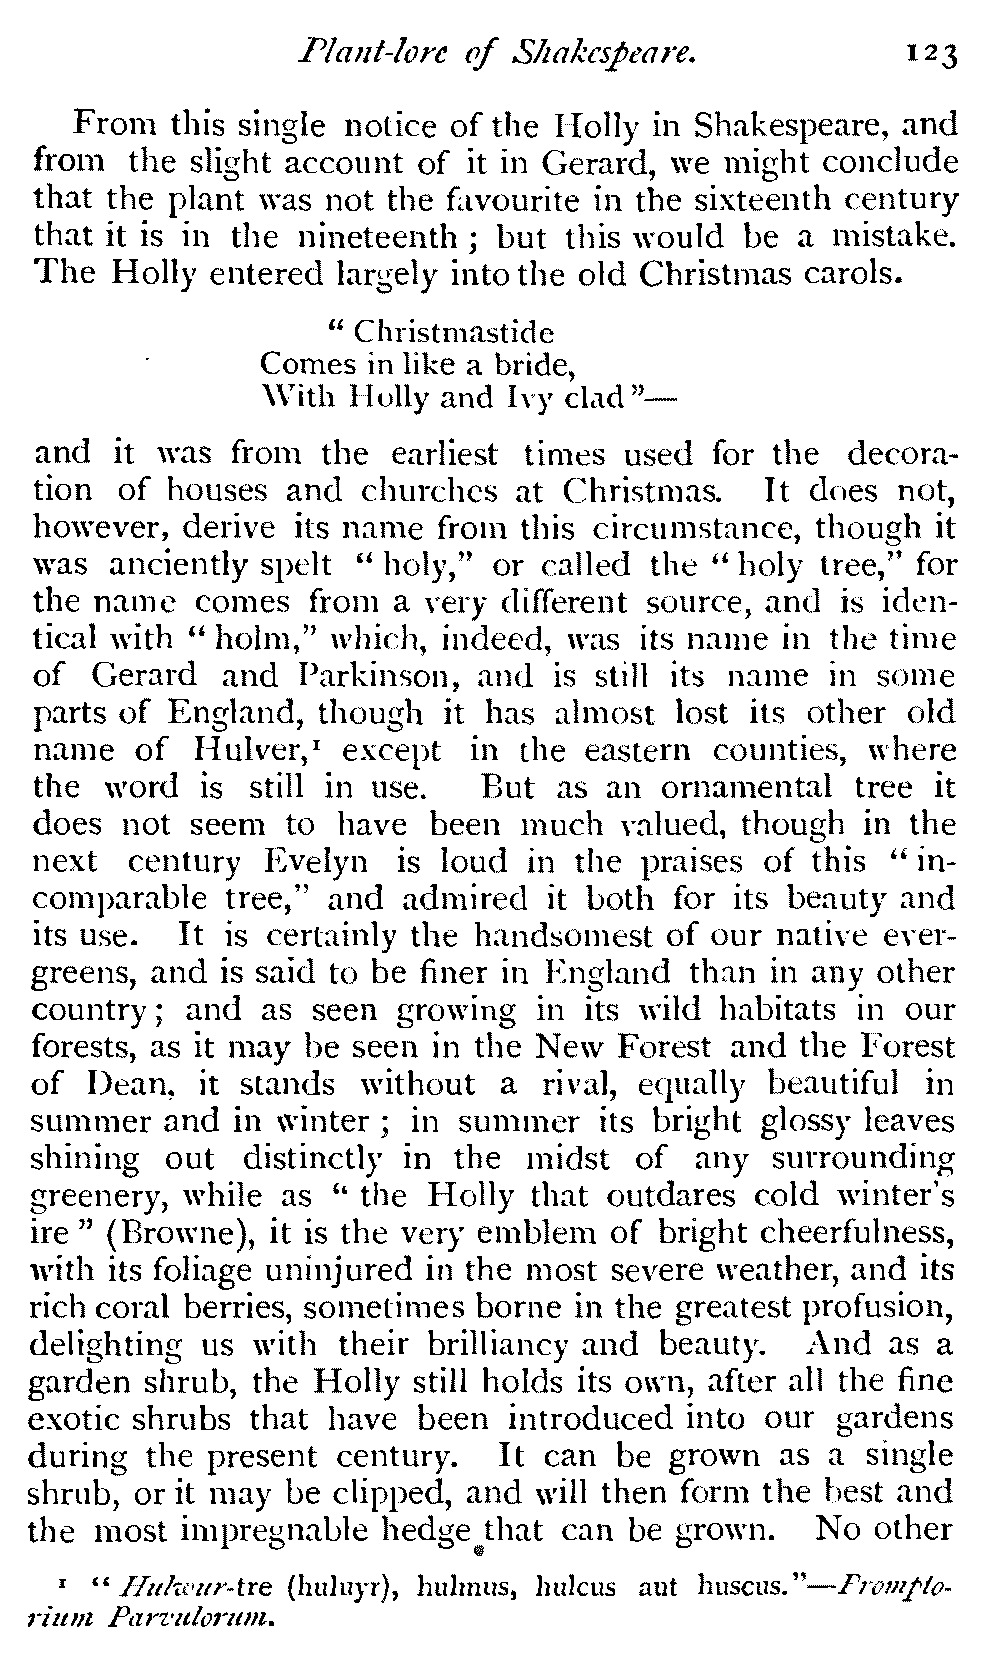 Plant-lore of Shakespeare. 123
From this single notice of the Holly in Shakespeare, and
from the slight account of it in Gerard, we might conclude
that the plant was not the favourite in the sixteenth century
that it is in the nineteenth ; but this would be a mistake.
The Holly entered largely into the old Christmas carols.
“ Christmastide
Comes in like a bride,
With Holly and Ivy clad ”—
and it was from the earliest times used for the decora-
tion of houses and churches at Christmas. It does not,
however, derive its name from this circumstance, though it
was anciently spelt “ holy,” or called the “ holy tree,” for
the name comes from a very different source, and is iden-
tical with “ holm,” which, indeed, was its name in the time
of Gerard and Parkinson, and is still its name in some
parts of England, though it has almost lost its other old
name of Hulver,¹ except in the eastern counties, where
the word is still in use. But as an ornamental tree it
does not seem to have been much valued, though in the
next century Evelyn is loud in the praises of this “ in-
comparable tree,” and admired it both for its beauty and
its use. It is certainly the handsomest of our native ever-
greens, and is said to be finer in England than in any other
country ; and as seen growing in its wild habitats in our
forests, as it may be seen in the New Forest and the Forest
of Dean, it stands without a rival, equally beautiful in
summer and in winter ; in summer its bright glossy leaves
shining out distinctly in the midst of any surrounding
greenery, while as “ the Holly that outdares cold winter's
ire ” (Browne), it is the very emblem of bright cheerfulness,
with its foliage uninjured in the most severe weather, and its
rich coral berries, sometimes borne in the greatest profusion,
delighting us with their brilliancy and beauty. And as a
garden shrub, the Holly still holds its own, after all the fine
exotic shrubs that have been introduced into our gardens
during the present century. It can be grown as a single
shrub, or it may be clipped, and will then form the best and
the most impregnable hedge that can be grown. No other
¹ “ Hulwur-tre (huluyr), hulmus, hulcus aut huscus.”—Prompto-
rium Parvulorum.